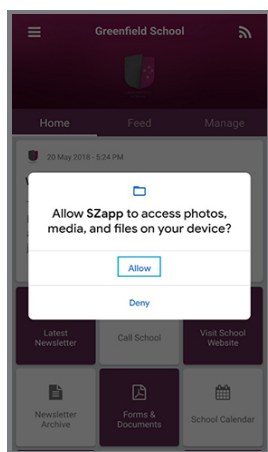 Greenfield School
Home
Feed
Manage
20 May 2018 - 5:24 PM
Allow SZapp to access photos,
media, and files on your device?
Allow
Deny
Latest
Newsletter
Call School
Visit School
Website
Newsletter
Archive
Forms &
Documents
School Calendar